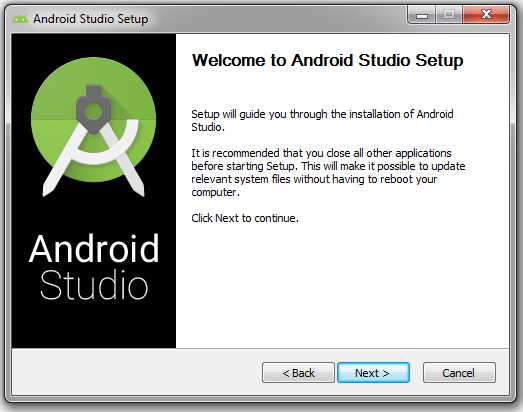 Android Studio Setup
Welcome to Android Studio Setup
Setup will guide you through the installation of Android
Studio.
It is recommended that you close all other applications
before starting Setup. This will make it possible to update
relevant system files without having to reboot your
computer.
Click Next to continue.
Android
Studio
< Back
Next >
Cancel